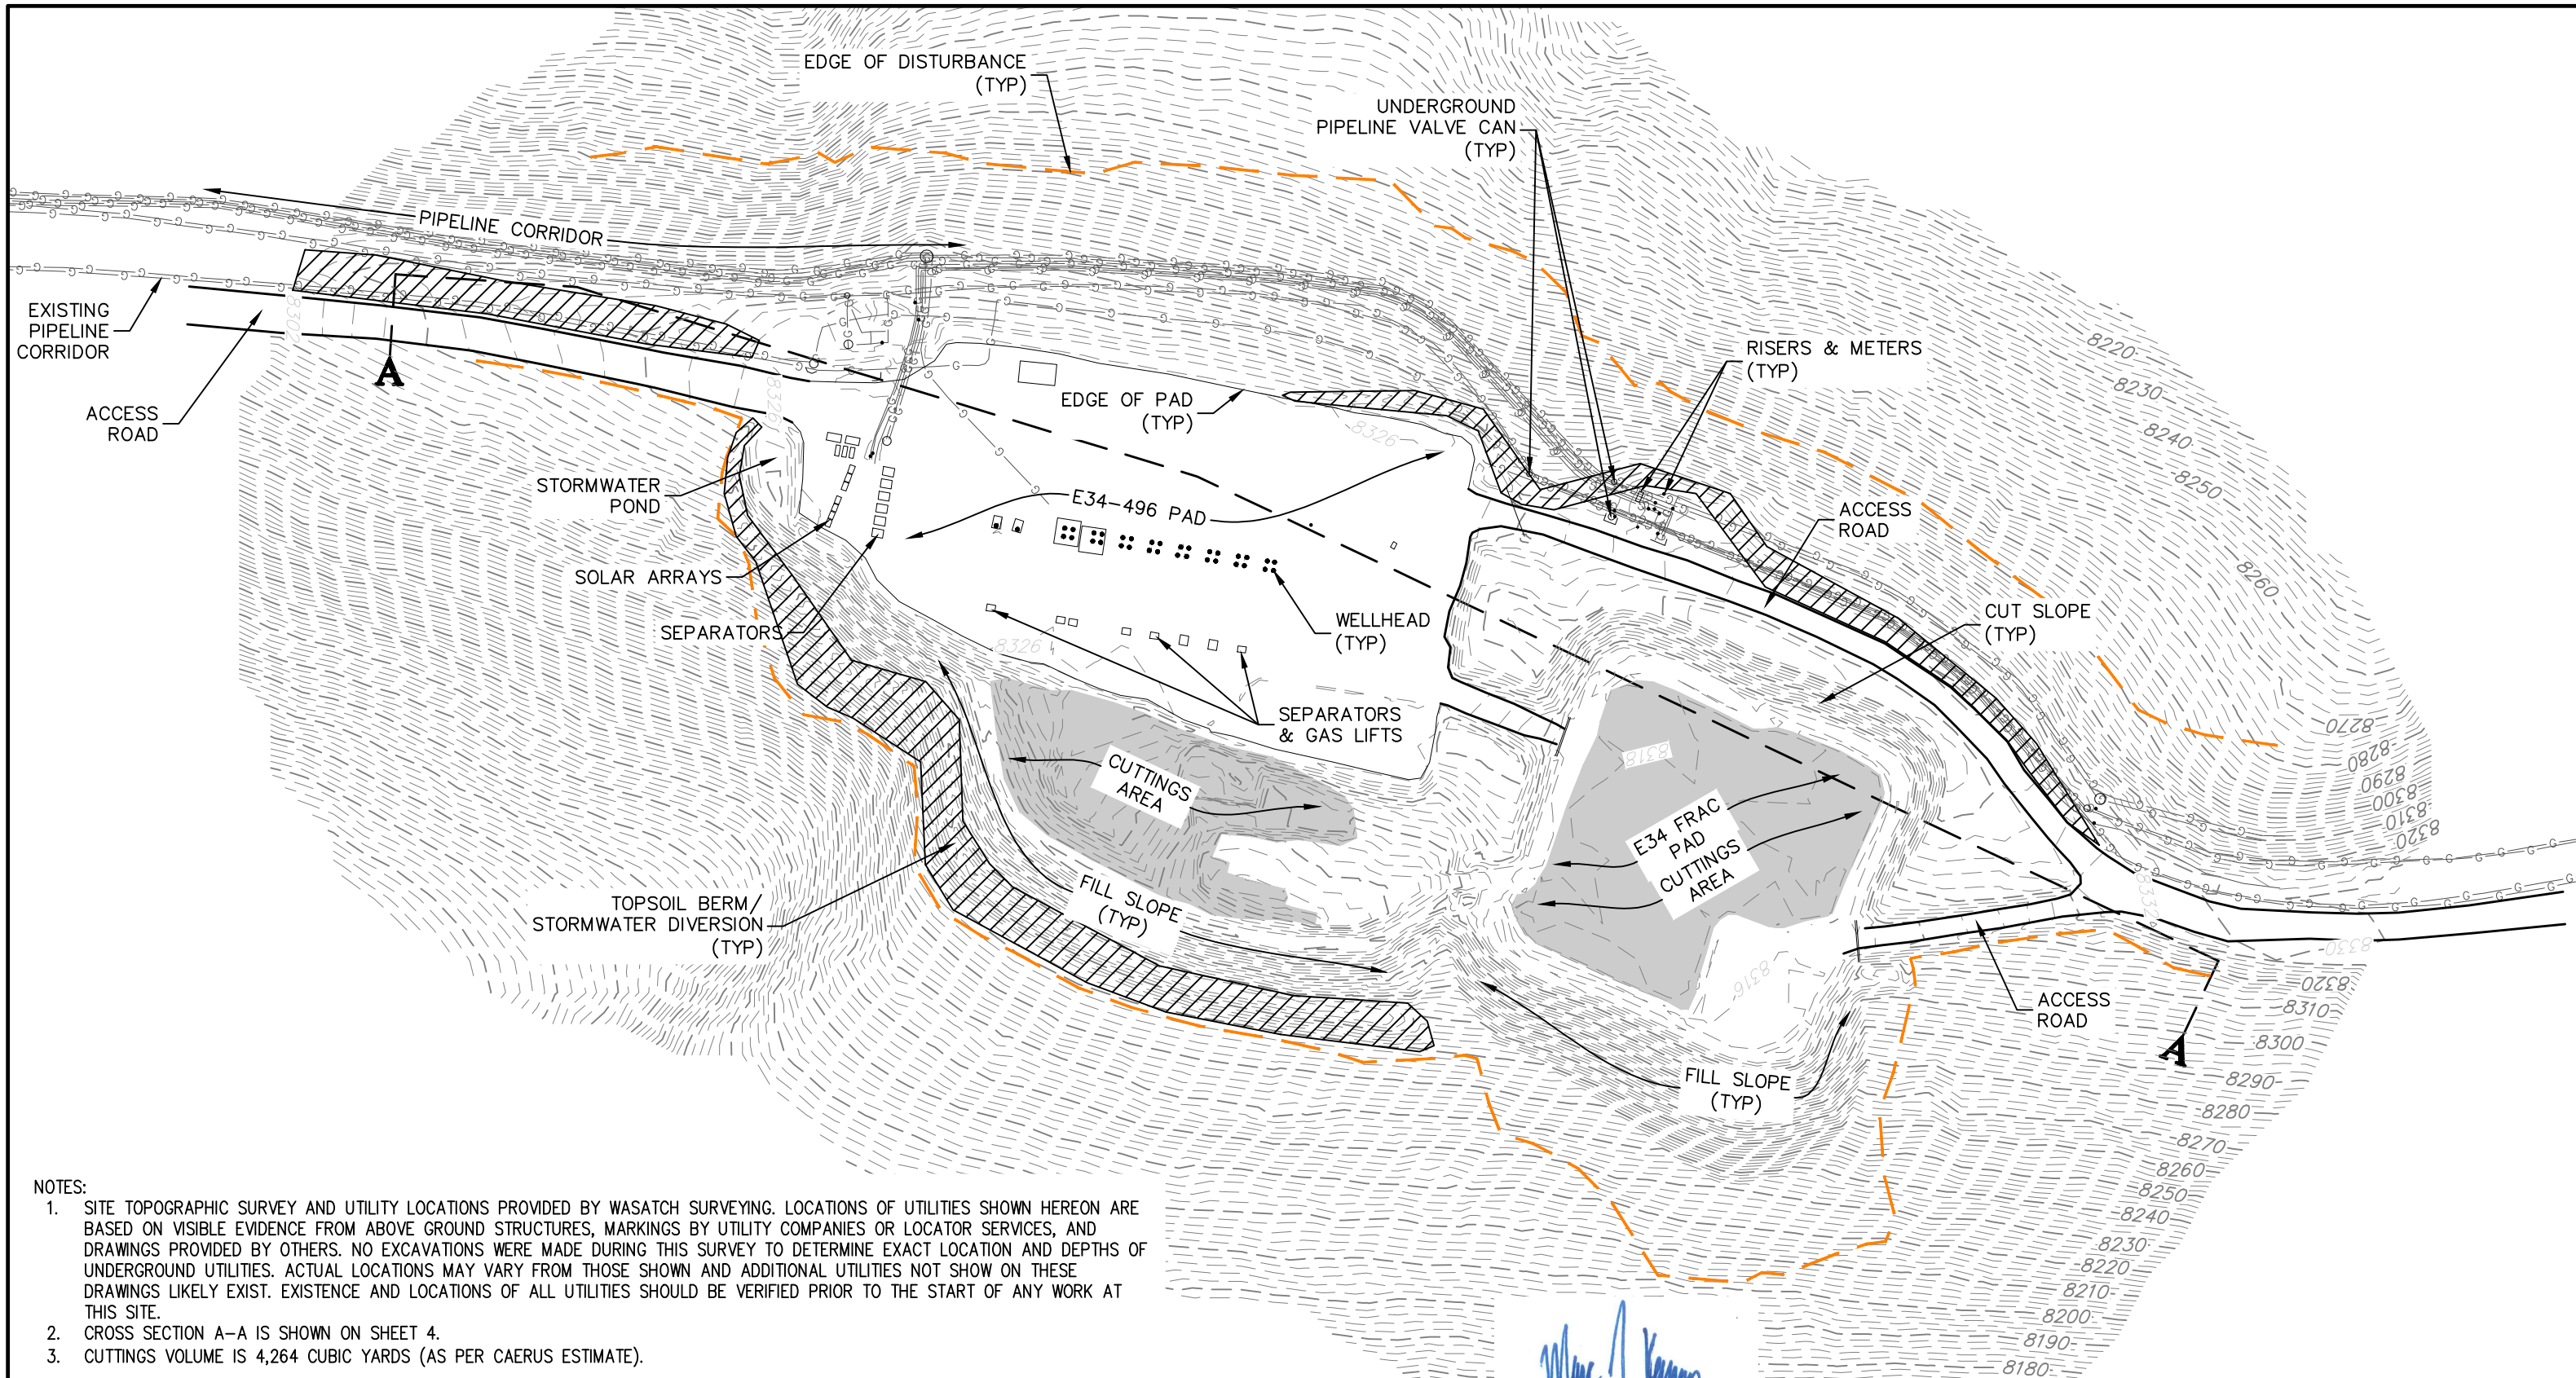 EDGE OF DISTURBANCE
(TYP)
UNDERGROUND
PIPELINE VALVE CAN
(TYP)
PIPELINE CORRIDOR
EXISTING
PIPELINE
CORRIDOR
8302
A
ACCESS
ROAD
8326
EDGE OF PAD
(TYP)
8326
RISERS & METERS
(TYP)
8220
8230
8240
8250
8260
STORMWATER
POND
E34-496 PAD
ACCESS
ROAD
SOLAR ARRAYS
SEPARATORS
8326
WELLHEAD
(TYP)
CUT SLOPE
(TYP)
SEPARATORS
& GAS LIFTS
8270
8280
8290
8300
8310
8320
8318
CUTTINGS
AREA
E34 FRAC
PAD
CUTTINGS
AREA
TOPSOIL BERM/
STORMWATER DIVERSION
(TYP)
FILL SLOPE
(TYP)
8332
8330
8316
8320
8310
8300
8290
8280
8270
8260
8250
8240
8230
8220
8210
8200
8190
8180
ACCESS
ROAD
A
FILL SLOPE
(TYP)
NOTES:
1. SITE TOPOGRAPHIC SURVEY AND UTILITY LOCATIONS PROVIDED BY WASATCH SURVEYING. LOCATIONS OF UTILITIES SHOWN HEREON ARE
BASED ON VISIBLE EVIDENCE FROM ABOVE GROUND STRUCTURES, MARKINGS BY UTILITY COMPANIES OR LOCATOR SERVICES, AND
DRAWINGS PROVIDED BY OTHERS. NO EXCAVATIONS WERE MADE DURING THIS SURVEY TO DETERMINE EXACT LOCATION AND DEPTHS OF
UNDERGROUND UTILITIES. ACTUAL LOCATIONS MAY VARY FROM THOSE SHOWN AND ADDITIONAL UTILITIES NOT SHOW ON THESE
DRAWINGS LIKELY EXIST. EXISTENCE AND LOCATIONS OF ALL UTILITIES SHOULD BE VERIFIED PRIOR TO THE START OF ANY WORK AT
THIS SITE.
2. CROSS SECTION A-A IS SHOWN ON SHEET 4.
3. CUTTINGS VOLUME IS 4,264 CUBIC YARDS (AS PER CAERUS ESTIMATE).